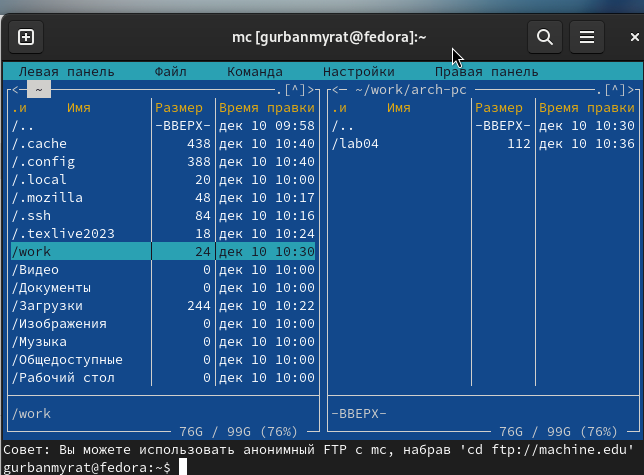 mc [gurbanmyrat@fedora]:~
Левая панель Файл Команда Настройки Правая панель
<─ ~ .[^]> <─ ~/work/arch-pc .[^]>
.и Имя Размер Время правки .и Имя Размер Время правки
/.. -ВВЕРХ- дек 10 09:58 /.. -ВВЕРХ- дек 10 10:30
/.cache 438 дек 10 10:40 /lab04 112 дек 10 10:36
/.config 388 дек 10 10:40
/.local 20 дек 10 10:00
/.mozilla 48 дек 10 10:17
/.ssh 84 дек 10 10:16
/.texlive2023 18 дек 10 10:24
/work 24 дек 10 10:30
/Видео 0 дек 10 10:00
/Документы 0 дек 10 10:00
/Загрузки 244 дек 10 10:22
/Изображения 0 дек 10 10:00
/Музыка 0 дек 10 10:00
/Общедоступные 0 дек 10 10:00
/Рабочий стол 0 дек 10 10:00
/work -ВВЕРХ-
76G / 99G (76%) 76G / 99G (76%)
Совет: Вы можете использовать анонимный FTP с mc, набрав 'cd ftp://machine.edu'
gurbanmyrat@fedora:~$